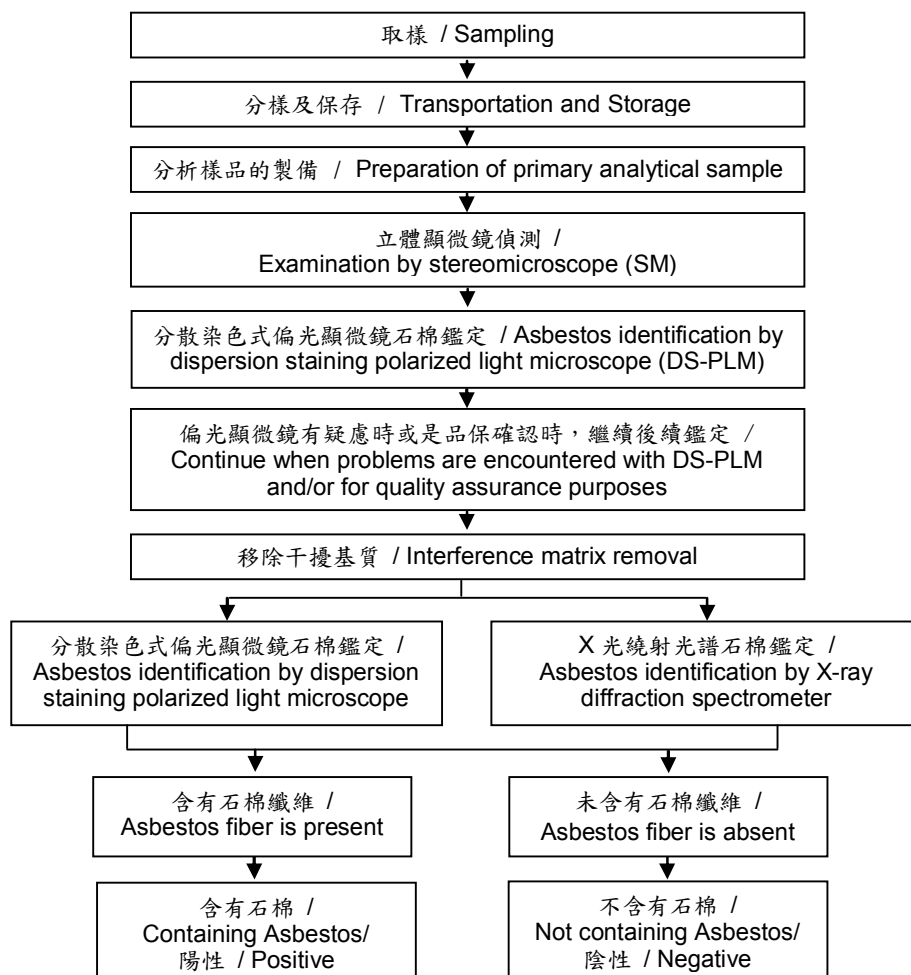 取樣 / Sampling
分樣及保存 / Transportation and Storage
分析樣品的製備 / Preparation of primary analytical sample
立體顯微鏡偵測 /
Examination by stereomicroscope (SM)
分散染色式偏光顯微鏡石棉鑑定 / Asbestos identification by
dispersion staining polarized light microscope (DS-PLM)
偏光顯微鏡有疑慮時或是品保確認時，繼續後續鑑定 /
Continue when problems are encountered with DS-PLM
and/or for quality assurance purposes
移除干擾基質 / Interference matrix removal
分散染色式偏光顯微鏡石棉鑑定 /
Asbestos identification by dispersion
staining polarized light microscope
X 光繞射光譜石棉鑑定 /
Asbestos identification by X-ray
diffraction spectrometer
含有石棉纖維 /
Asbestos fiber is present
未含有石棉纖維 /
Asbestos fiber is absent
含有石棉 /
Containing Asbestos/
陽性 / Positive
不含有石棉 /
Not containing Asbestos/
陰性 / Negative